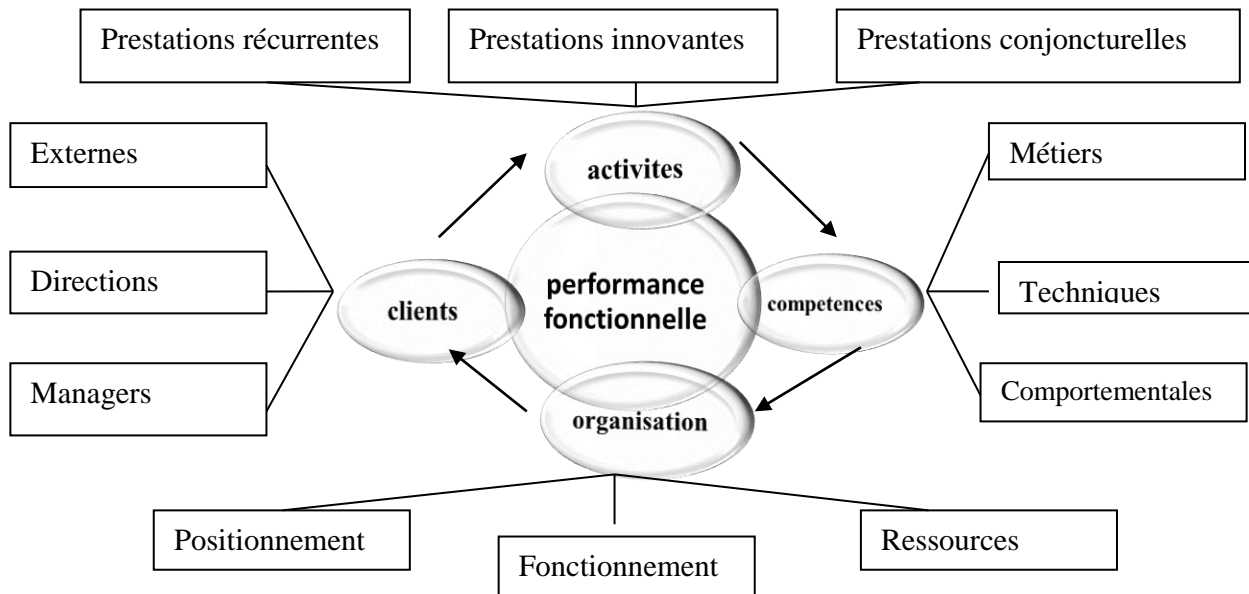 Prestations récurrentes
Prestations innovantes
Prestations conjoncturelles
Externes
activites
Métiers
Directions
clients
performance
fonctionnelle
competences
Techniques
Managers
organisation
Comportementales
Positionnement
Fonctionnement
Ressources